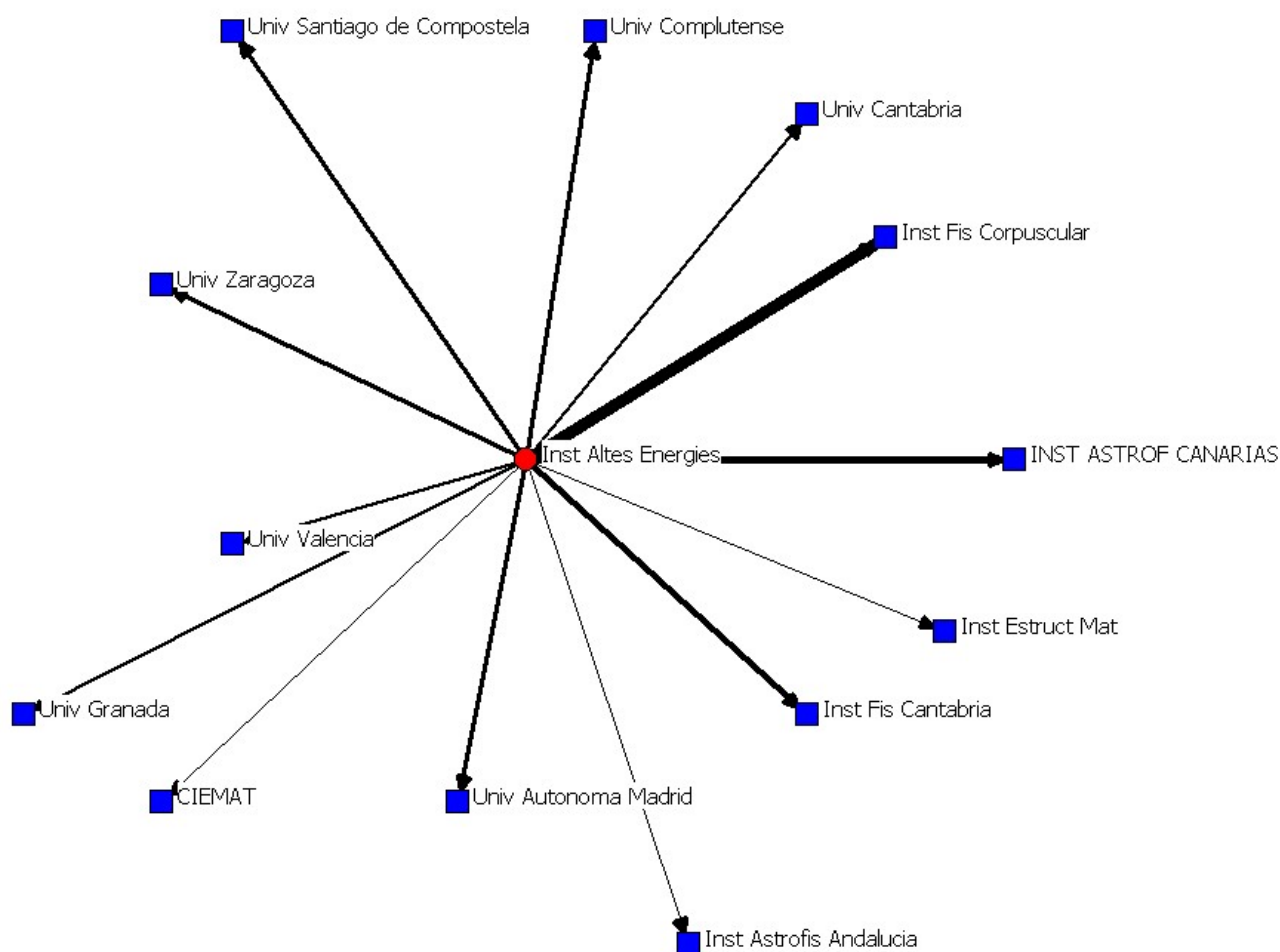 Univ Santiago de Compostela
Univ Complutense
Univ Cantabria
Inst Fis Corpuscular
Univ Zaragoza
Inst Altes Energies
INST ASTROF CANARIAS
Univ Valencia
Inst Estruct Mat
Univ Granada
Inst Fis Cantabria
CIEMAT
Univ Autonoma Madrid
Inst Astrofis Andalucia